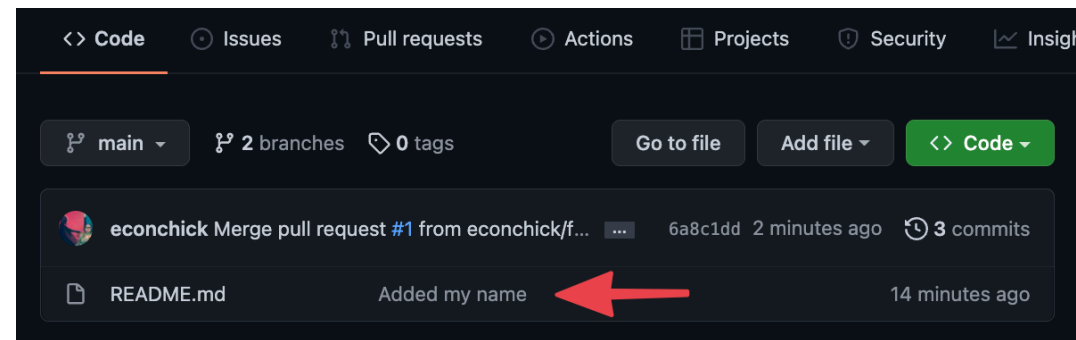 Code Issues Pull requests Actions Projects Security Insigh
main 2 branches 0 tags Go to file Add file Code
econchick Merge pull request #1 from econchick/f... ... 6a8c1dd 2 minutes ago 3 commits
README.md Added my name 14 minutes ago